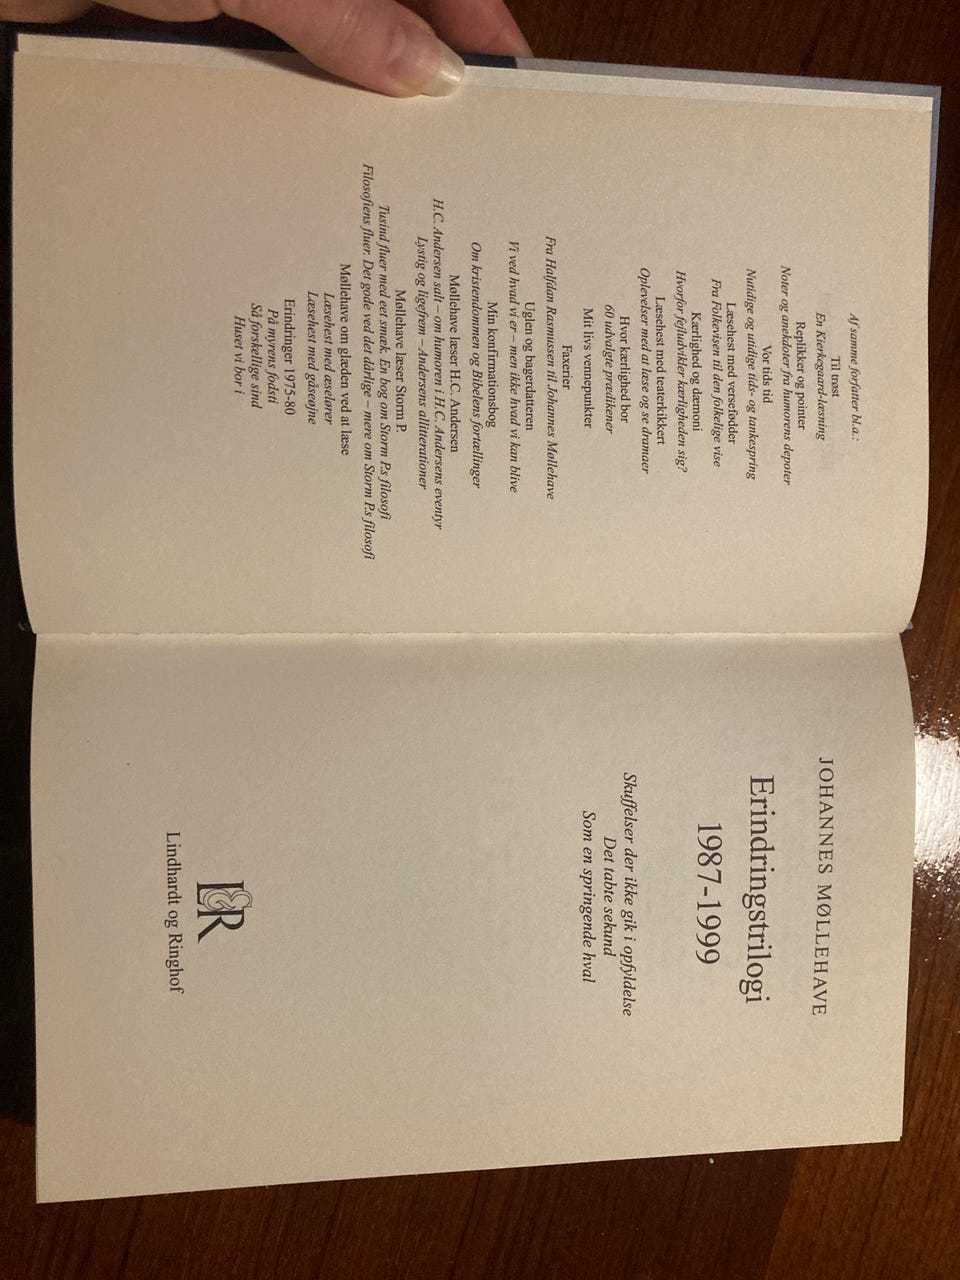 Af samme forfatter bl.a.:
Til trøst
En Kierkegaard-læsning
Replikker og pointer
Noter og anekdoter fra humorens depoter
Vor tids tid
Nutidige og utidige tids- og tankespring
Læsehest med versefødder
Fra Folkevisen til den folkelige vise
Kærlighed og dæmoni
Hvorfor fejludvikler kærligheden sig?
Læsehest med teaterkikkert
Oplevelser med at læse og se dramaer
Hvor kærlighed bor
60 udvalgte prædikener
Mit livs vennepunkter
Faxerier
Fra Halfdan Rasmussen til Johannes Møllehave
Uglen og bagerdatteren
Vi ved hvad vi er – men ikke hvad vi kan blive
Min konfirmationsbog
Om kristendommen og Bibelens fortællinger
Møllehave læser H.C. Andersen
H.C. Andersen salt – om humoren i H.C. Andersens eventyr
Lystig og ligefrem – Andersens allitterationer
Møllehave læser Storm P.
Tusind fluer med eet smæk. En bog om Storm P.s filosofi
Filosofiens fluer. Det gode ved det dårlige – mere om Storm P.s filosofi
Møllehave om glæden ved at læse
Læsehest med æselører
Læsehest med gåseøjne
Erindringer 1975-80
På myrens fodsti
Så forskellige sind
Huset vi bor i
JOHANNES MØLLEHAVE
Erindringstrilogi
1987-1999
Skuffelser der ikke gik i opfyldelse
Det tabte sekund
Som en springende hval
L&R
Lindhardt og Ringhof